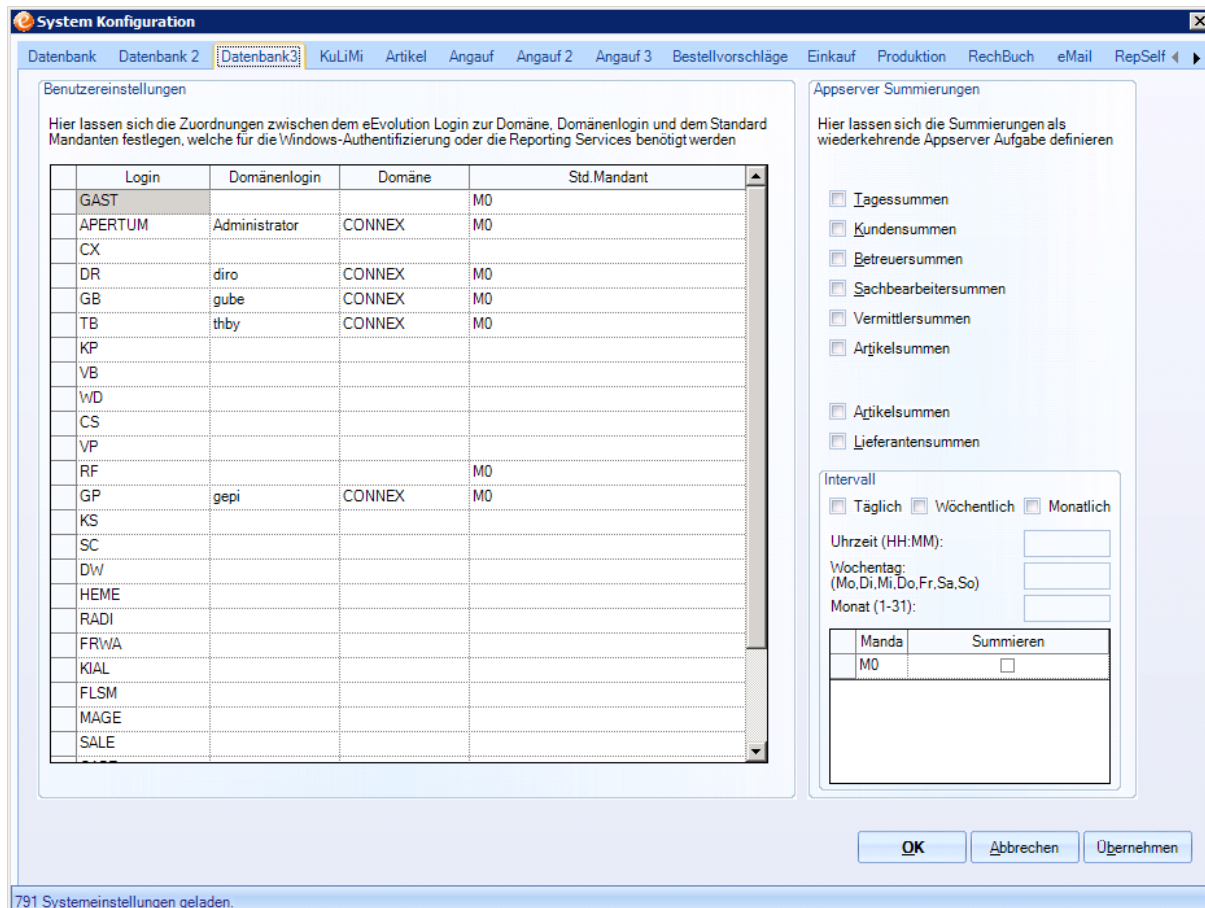 System Konfiguration
Datenbank Datenbank 2 Datenbank3 KuLiMi Artikel Angauf Angauf 2 Angauf 3 Bestellvorschläge Einkauf Produktion RechBuch eMail RepSelf
Benutzereinstellungen
Hier lassen sich die Zuordnungen zwischen dem eEvolution Login zur Domäne, Domänenlogin und dem Standard
Mandanten festlegen, welche für die Windows-Authentifizierung oder die Reporting Services benötigt werden
Login Domänenlogin Domäne Std.Mandant
GAST M0
APERTUM Administrator CONNEX M0
CX
DR diro CONNEX M0
GB gube CONNEX M0
TB thby CONNEX M0
KP
VB
WD
CS
VP
RF M0
GP gepi CONNEX M0
KS
SC
DW
HEME
RADI
FRWA
KIAL
FLSM
MAGE
SALE
Appserver Summierungen
Hier lassen sich die Summierungen als
wiederkehrende Appserver Aufgabe definieren
Tagessummen
Kundensummen
Betreuersummen
Sachbearbeitersummen
Vermittlersummen
Artikelsummen
Artikelsummen
Lieferantensummen
Intervall
Täglich Wöchentlich Monatlich
Uhrzeit (HH:MM):
Wochentag:
(Mo,Di,Mi,Do,Fr,Sa,So)
Monat (1-31):
Manda Summieren
M0
OK Abbrechen Übernehmen
791 Systemeinstellungen geladen.